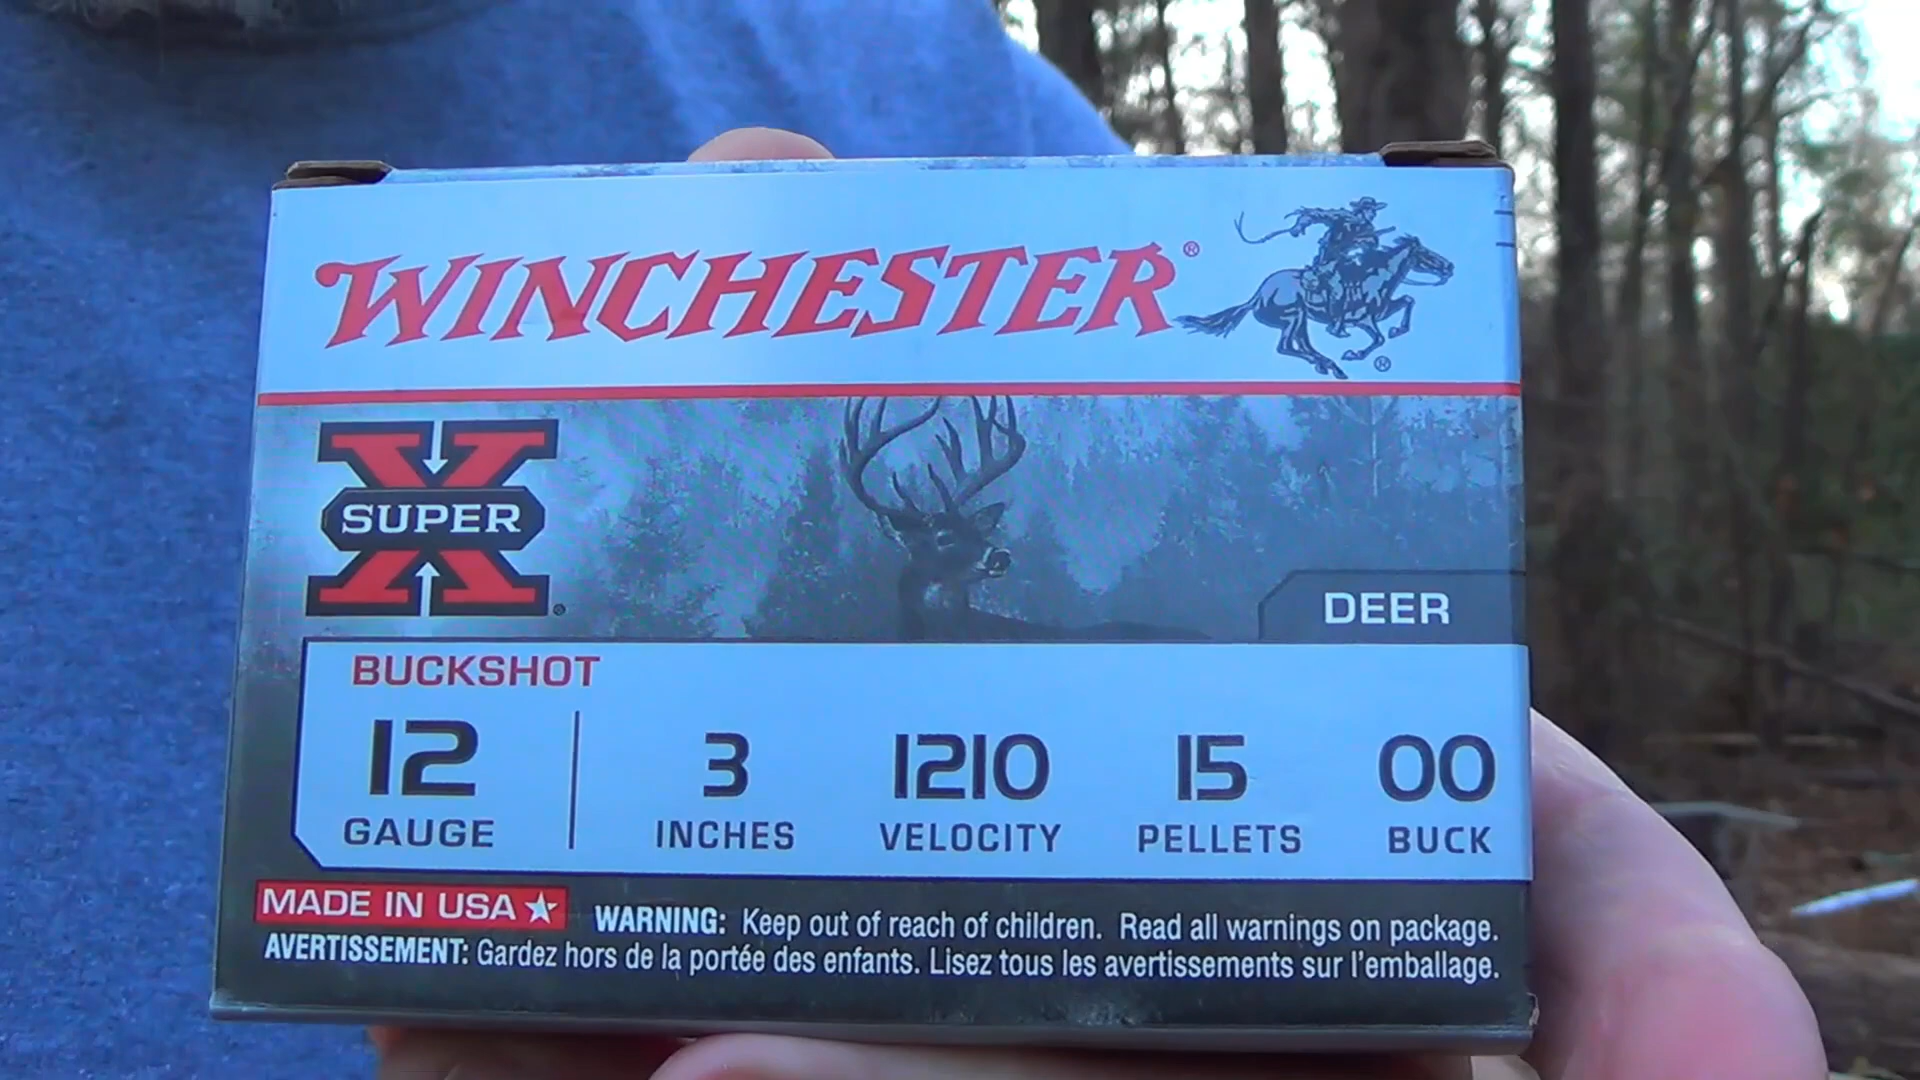 WINCHESTER®
®
X
SUPER
®
DEER
BUCKSHOT
12 3 1210 15 00
GAUGE INCHES VELOCITY PELLETS BUCK
MADE IN USA
WARNING: Keep out of reach of children. Read all warnings on package.
AVERTISSEMENT: Gardez hors de la portée des enfants. Lisez tous les avertissements sur l'emballage.